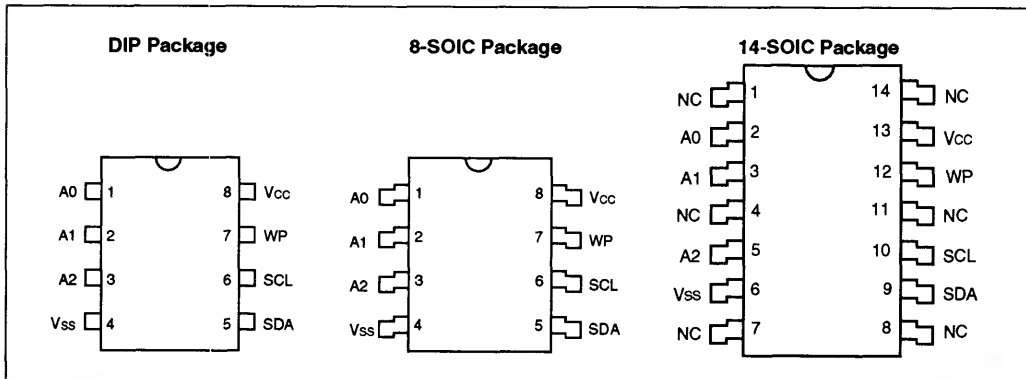 DIP Package
A0 1 8 Vcc
A1 2 7 WP
A2 3 6 SCL
Vss 4 5 SDA
8-SOIC Package
A0 1 8 Vcc
A1 2 7 WP
A2 3 6 SCL
Vss 4 5 SDA
14-SOIC Package
NC 1 14 NC
A0 2 13 Vcc
A1 3 12 WP
NC 4 11 NC
A2 5 10 SCL
Vss 6 9 SDA
NC 7 8 NC